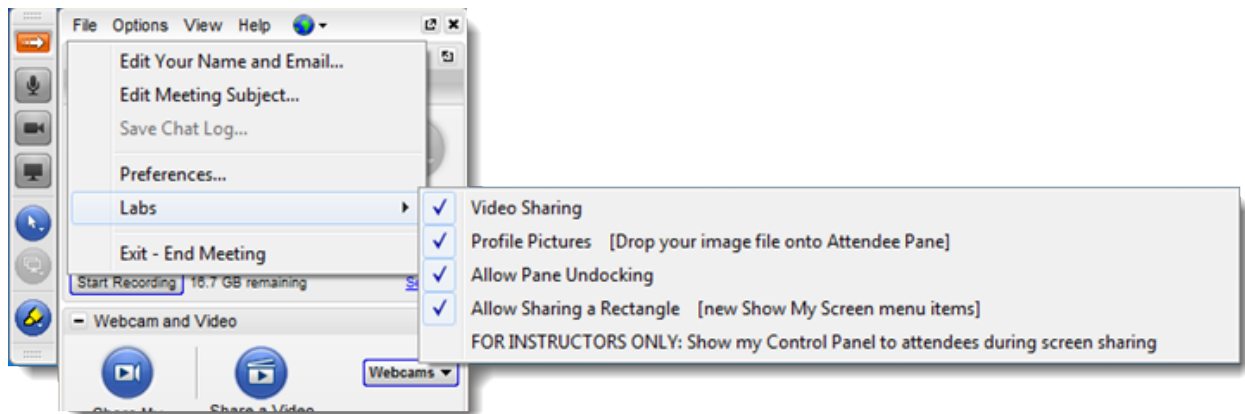 File Options View Help
Edit Your Name and Email...
Edit Meeting Subject...
Save Chat Log...
Preferences...
Labs
Video Sharing
Profile Pictures [Drop your image file onto Attendee Pane]
Exit - End Meeting
Allow Pane Undocking
Start Recording 16.7 GB remaining
Allow Sharing a Rectangle [new Show My Screen menu items]
Webcam and Video
FOR INSTRUCTORS ONLY: Show my Control Panel to attendees during screen sharing
Webcams
Share a Video